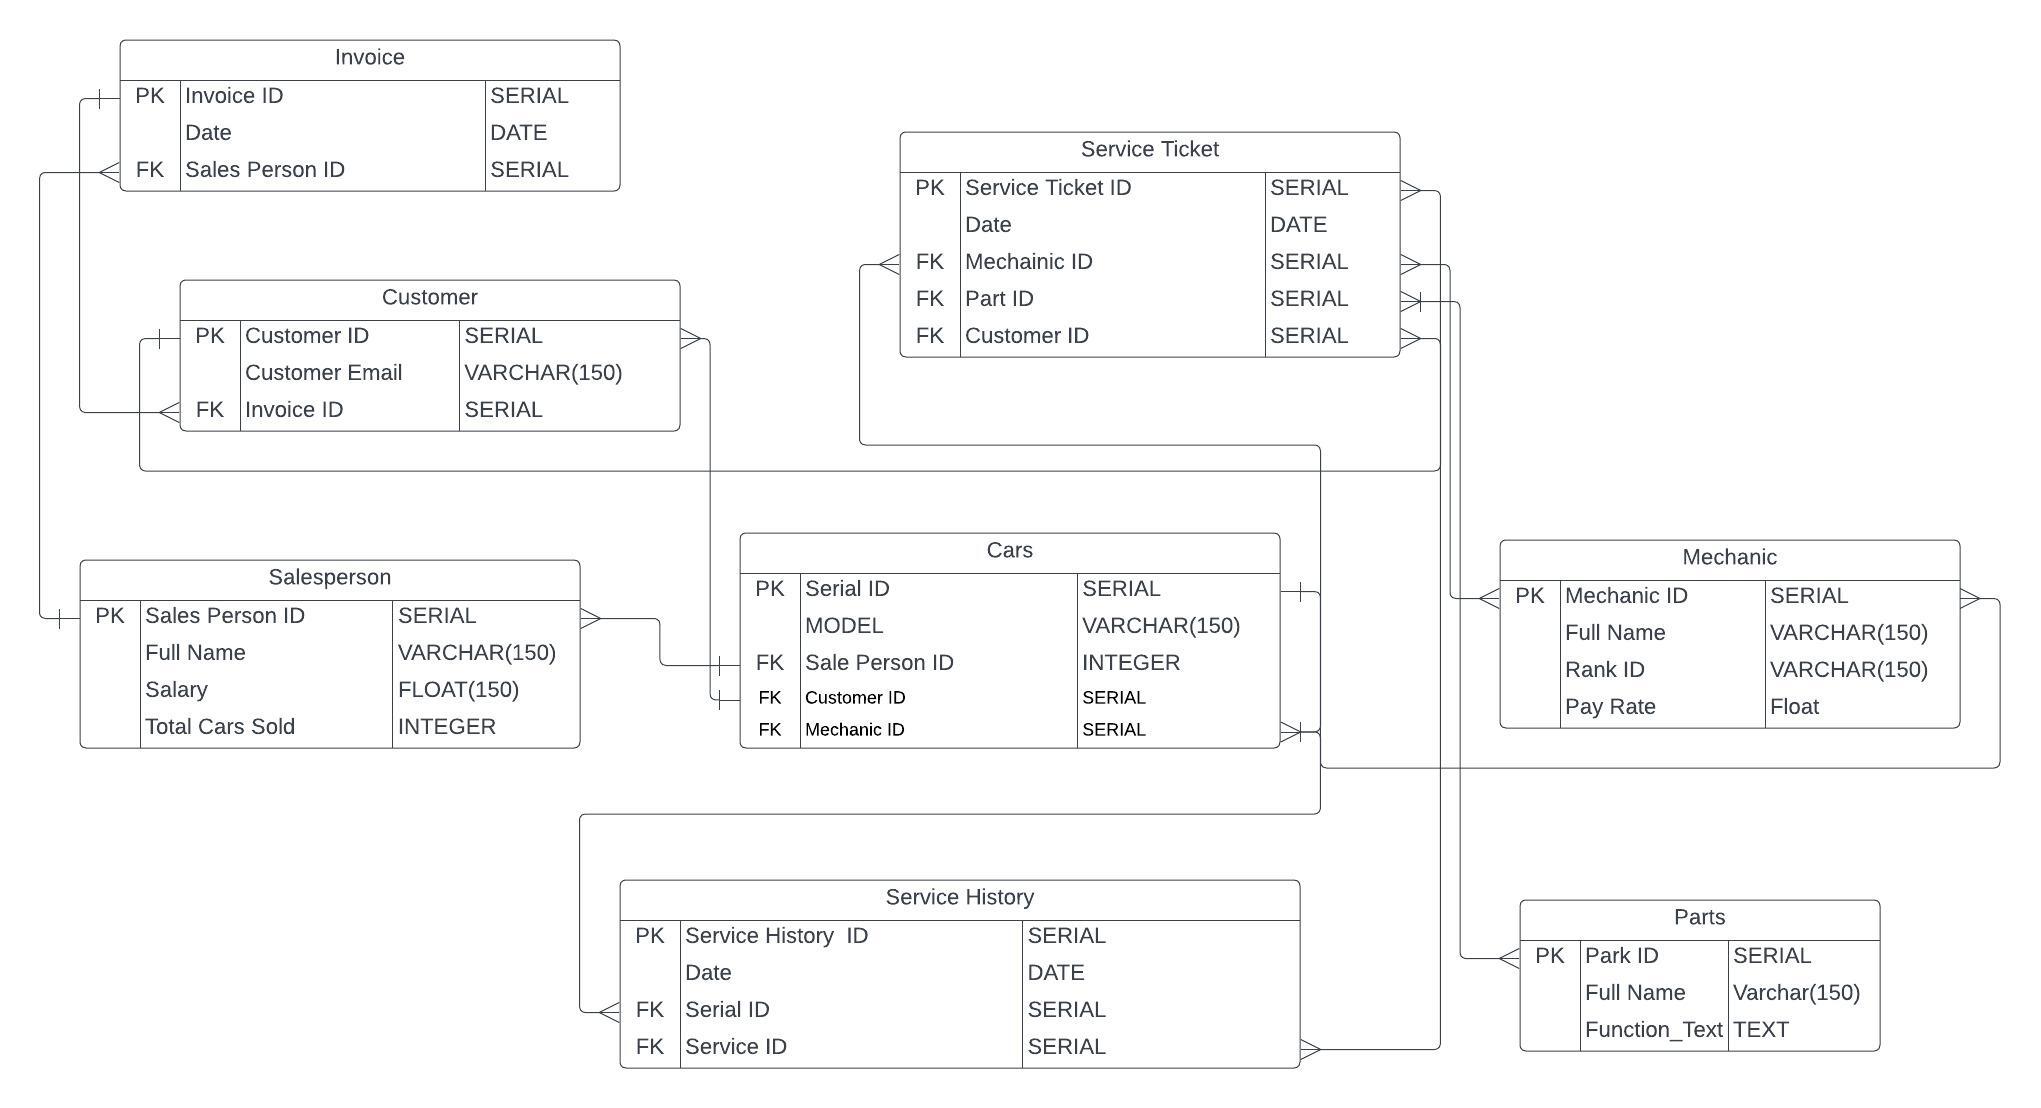 Invoice
PK Invoice ID SERIAL
Date DATE
FK Sales Person ID SERIAL
Service Ticket
PK Service Ticket ID SERIAL
Date DATE
FK Mechainic ID SERIAL
FK Part ID SERIAL
FK Customer ID SERIAL
Customer
PK Customer ID SERIAL
Customer Email VARCHAR(150)
FK Invoice ID SERIAL
Salesperson
PK Sales Person ID SERIAL
Full Name VARCHAR(150)
Salary FLOAT(150)
Total Cars Sold INTEGER
Cars
PK Serial ID SERIAL
MODEL VARCHAR(150)
FK Sale Person ID INTEGER
FK Customer ID SERIAL
FK Mechanic ID SERIAL
Mechanic
PK Mechanic ID SERIAL
Full Name VARCHAR(150)
Rank ID VARCHAR(150)
Pay Rate Float
Service History
PK Service History  ID SERIAL
Date DATE
FK Serial ID SERIAL
FK Service ID SERIAL
Parts
PK Park ID SERIAL
Full Name Varchar(150)
Function_Text TEXT